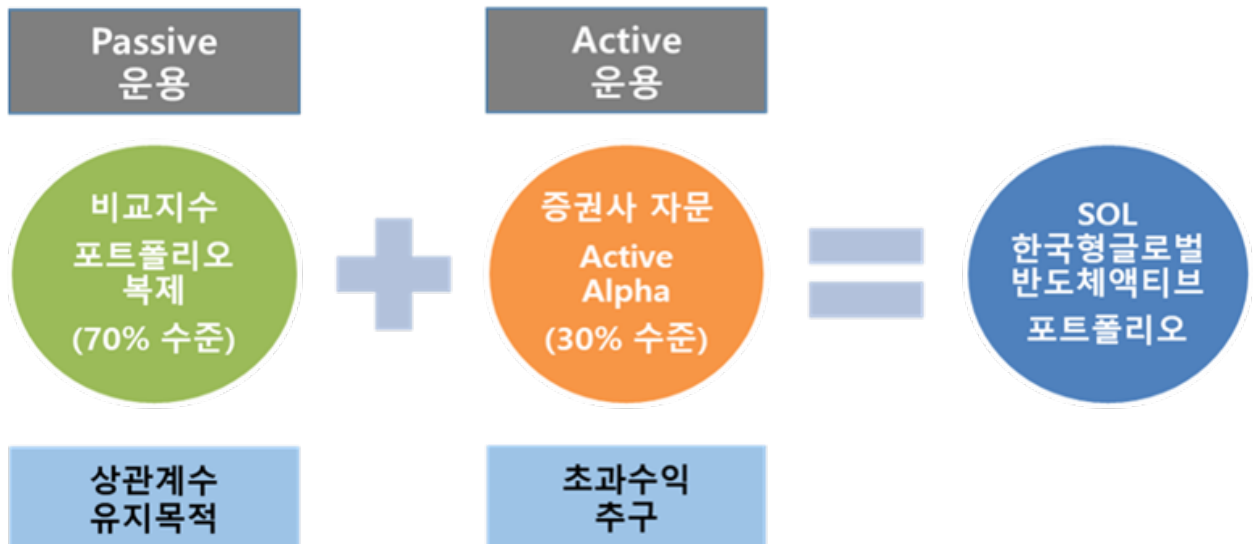 Passive
운용
Active
운용
비교지수
포트폴리오
복제
(70% 수준)
증권사 자문
Active
Alpha
(30% 수준)
SOL
한국형글로벌
반도체액티브
포트폴리오
상관계수
유지목적
초과수익
추구